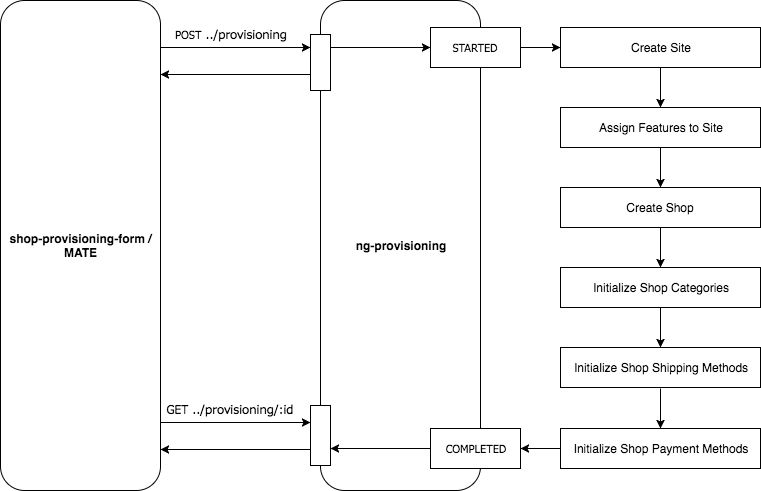 POST ../provisioning
STARTED
Create Site
Assign Features to Site
Create Shop
shop-provisioning-form /
MATE
ng-provisioning
Initialize Shop Categories
Initialize Shop Shipping Methods
GET ../provisioning/:id
COMPLETED
Initialize Shop Payment Methods